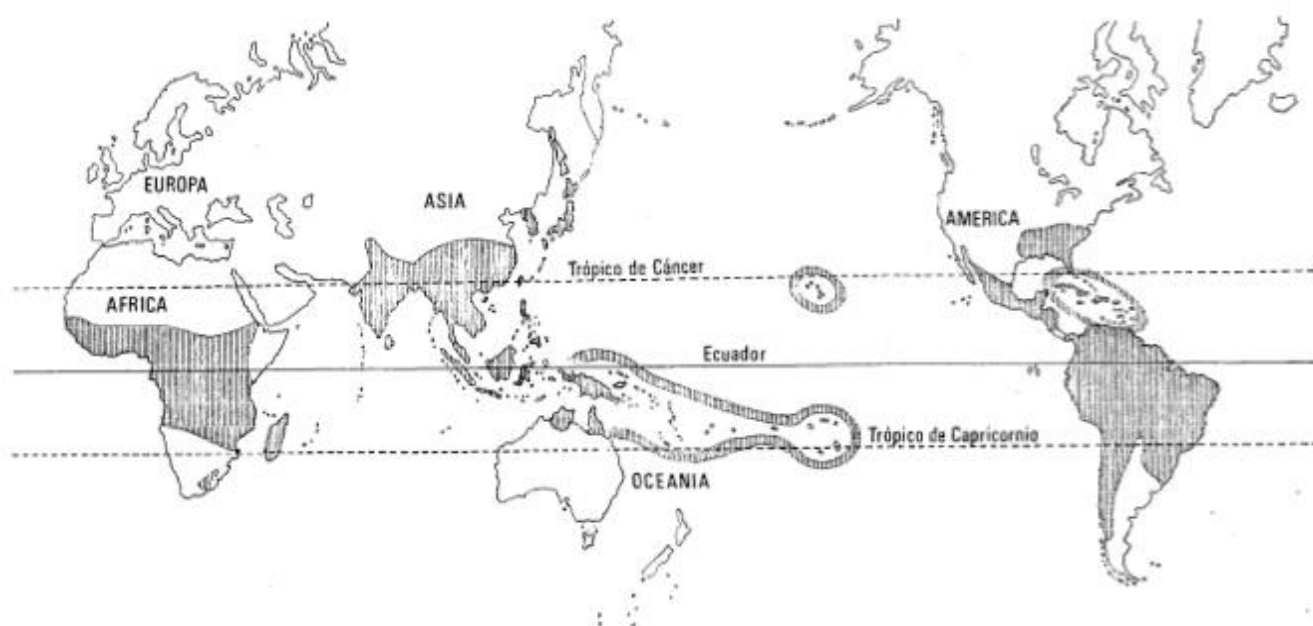 EUROPA
ASIA
AMERICA
Trópico de Cáncer
AFRICA
Ecuador
Trópico de Capricornio
OCEANIA